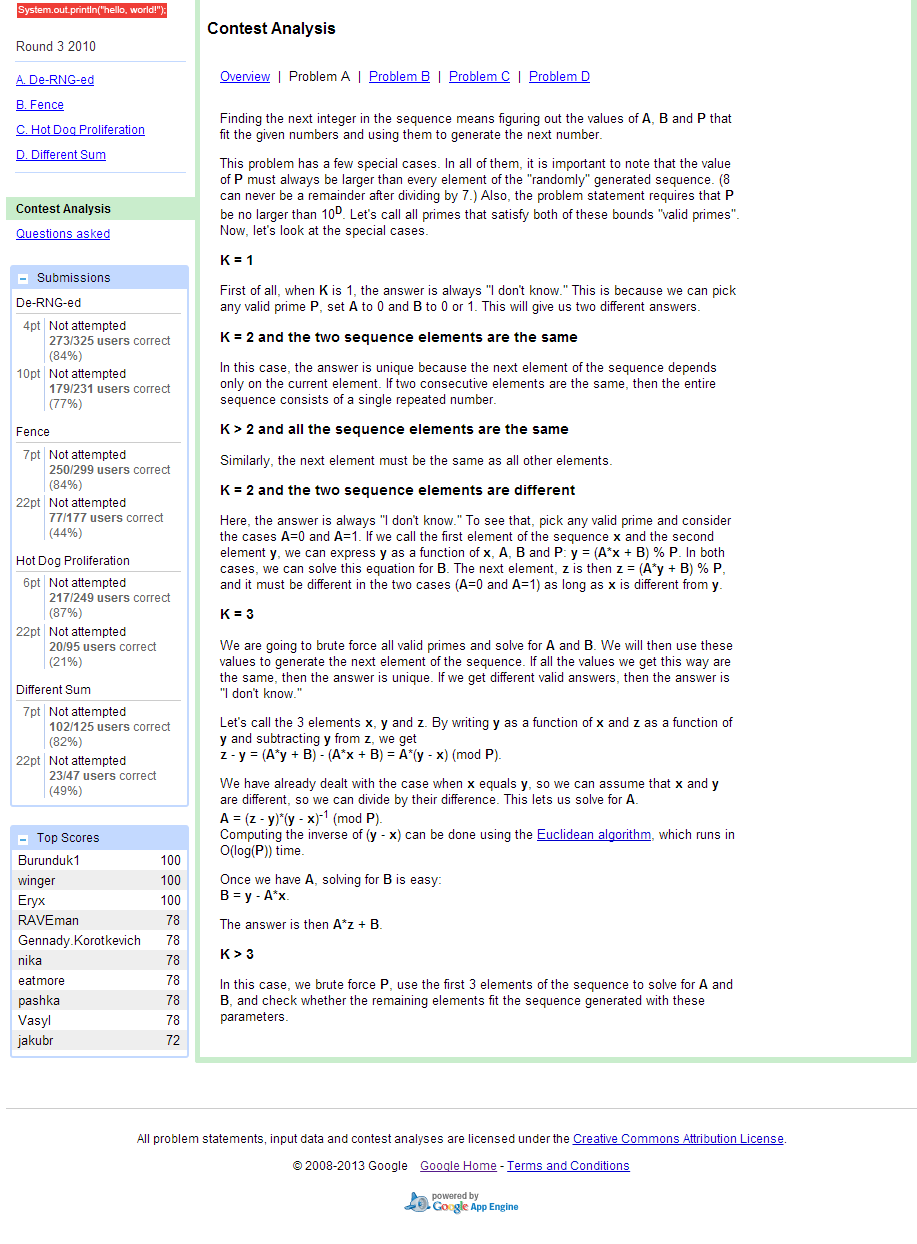 System.out.println("hello, world!");
Round 3 2010
A. De-RNG-ed
B. Fence
C. Hot Dog Proliferation
D. Different Sum
Contest Analysis
Questions asked
Submissions
De-RNG-ed
4pt Not attempted
273/325 users correct
(84%)
10pt Not attempted
179/231 users correct
(77%)
Fence
7pt Not attempted
250/299 users correct
(84%)
22pt Not attempted
77/177 users correct
(44%)
Hot Dog Proliferation
6pt Not attempted
217/249 users correct
(87%)
22pt Not attempted
20/95 users correct
(21%)
Different Sum
7pt Not attempted
102/125 users correct
(82%)
22pt Not attempted
23/47 users correct
(49%)
Top Scores
Burunduk1 100
winger 100
Eryx 100
RAVEman 78
Gennady.Korotkevich 78
nika 78
eatmore 78
pashka 78
Vasyl 78
jakubr 72
Contest Analysis
Overview | Problem A | Problem B | Problem C | Problem D
Finding the next integer in the sequence means figuring out the values of A, B and P that
fit the given numbers and using them to generate the next number.
This problem has a few special cases. In all of them, it is important to note that the value
of P must always be larger than every element of the "randomly" generated sequence. (8
can never be a remainder after dividing by 7.) Also, the problem statement requires that P
be no larger than 10^D. Let's call all primes that satisfy both of these bounds "valid primes".
Now, let's look at the special cases.
K = 1
First of all, when K is 1, the answer is always "I don't know." This is because we can pick
any valid prime P, set A to 0 and B to 0 or 1. This will give us two different answers.
K = 2 and the two sequence elements are the same
In this case, the answer is unique because the next element of the sequence depends
only on the current element. If two consecutive elements are the same, then the entire
sequence consists of a single repeated number.
K > 2 and all the sequence elements are the same
Similarly, the next element must be the same as all other elements.
K = 2 and the two sequence elements are different
Here, the answer is always "I don't know." To see that, pick any valid prime and consider
the cases A=0 and A=1. If we call the first element of the sequence x and the second
element y, we can express y as a function of x, A, B and P: y = (A*x + B) % P. In both
cases, we can solve this equation for B. The next element, z is then z = (A*y + B) % P,
and it must be different in the two cases (A=0 and A=1) as long as x is different from y.
K = 3
We are going to brute force all valid primes and solve for A and B. We will then use these
values to generate the next element of the sequence. If all the values we get this way are
the same, then the answer is unique. If we get different valid answers, then the answer is
"I don't know."
Let's call the 3 elements x, y and z. By writing y as a function of x and z as a function of
y and subtracting y from z, we get
z - y = (A*y + B) - (A*x + B) = A*(y - x) (mod P).
We have already dealt with the case when x equals y, so we can assume that x and y
are different, so we can divide by their difference. This lets us solve for A.
A = (z - y)*(y - x)^-1 (mod P).
Computing the inverse of (y - x) can be done using the Euclidean algorithm, which runs in
O(log(P)) time.
Once we have A, solving for B is easy:
B = y - A*x.
The answer is then A*z + B.
K > 3
In this case, we brute force P, use the first 3 elements of the sequence to solve for A and
B, and check whether the remaining elements fit the sequence generated with these
parameters.
All problem statements, input data and contest analyses are licensed under the Creative Commons Attribution License.
© 2008-2013 Google Google Home - Terms and Conditions
powered by
Google App Engine